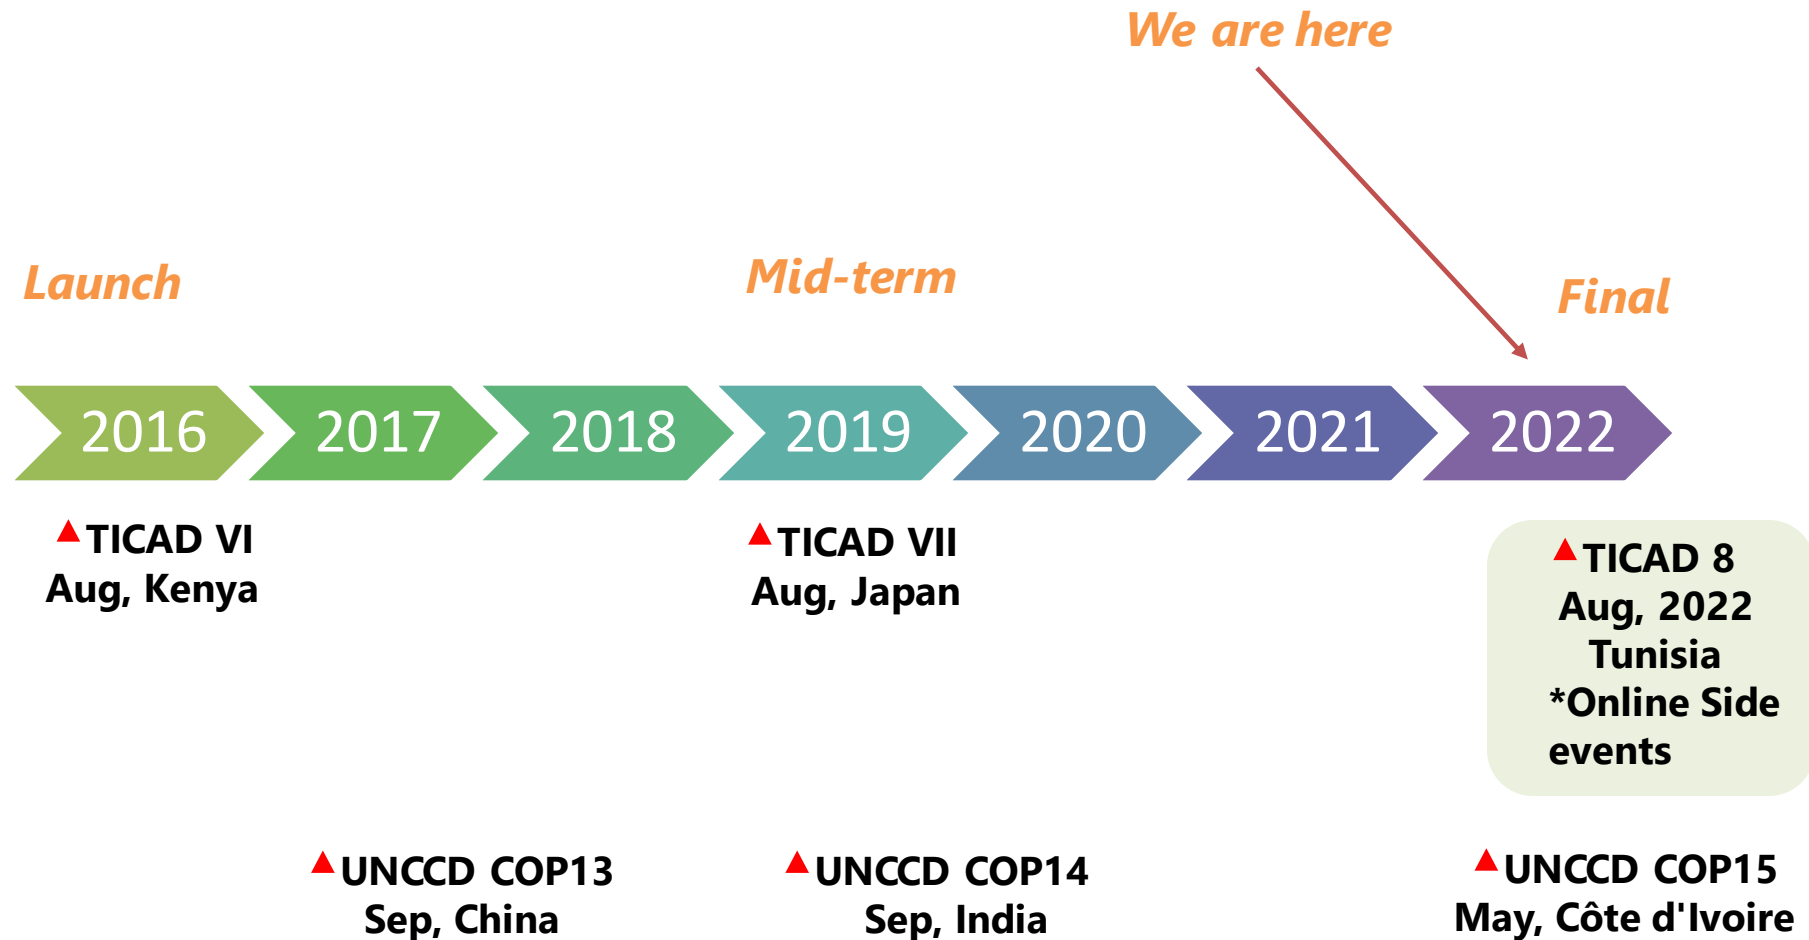 We are here
Launch
Mid-term
Final
2016
2017
2018
2019
2020
2021
2022
▲TICAD VI
Aug, Kenya
▲TICAD VII
Aug, Japan
▲TICAD 8
Aug, 2022
Tunisia
*Online Side
events
▲UNCCD COP13
Sep, China
▲UNCCD COP14
Sep, India
▲UNCCD COP15
May, Côte d'Ivoire